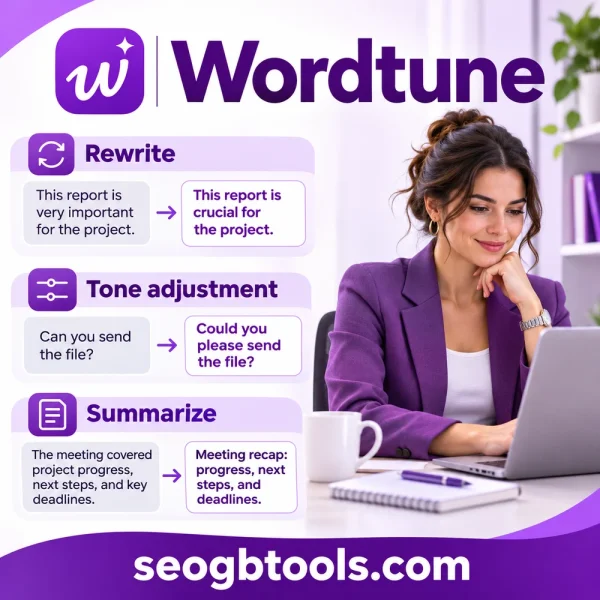 w
Wordtune
Rewrite
This report is
very important
for the project.
This report is
crucial for
the project.
Tone adjustment
Can you send
the file?
Could you
please send
the file?
Summarize
The meeting covered
project progress,
next steps, and key
deadlines.
Meeting recap:
progress, next
steps, and
deadlines.
seogbtools.com